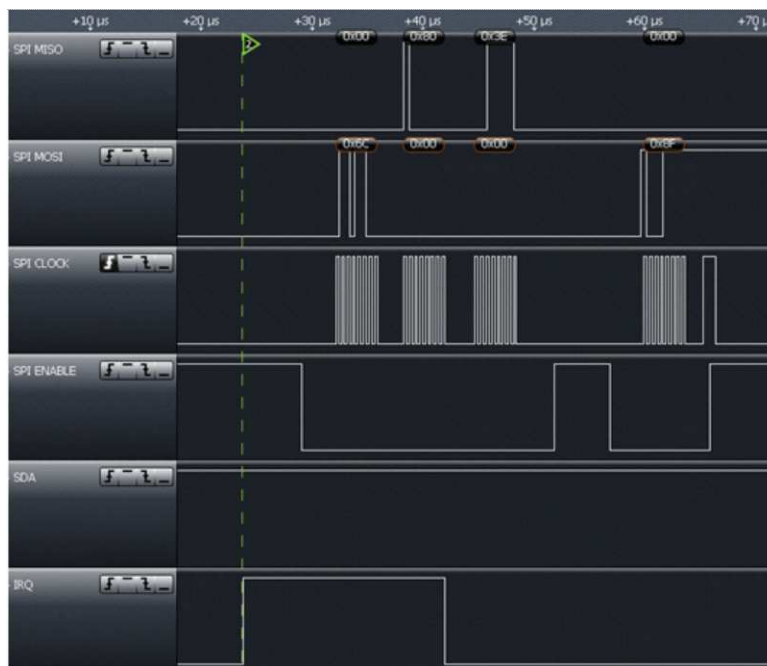 +10 µs +20 µs +30 µs +40 µs +50 µs +60 µs +70 µs
SPI MISO
0x00 0x80 0x3E 0x00
SPI MOSI
0x6C 0x00 0x00 0x8F
SPI CLOCK
SPI ENABLE
SDA
IRQ